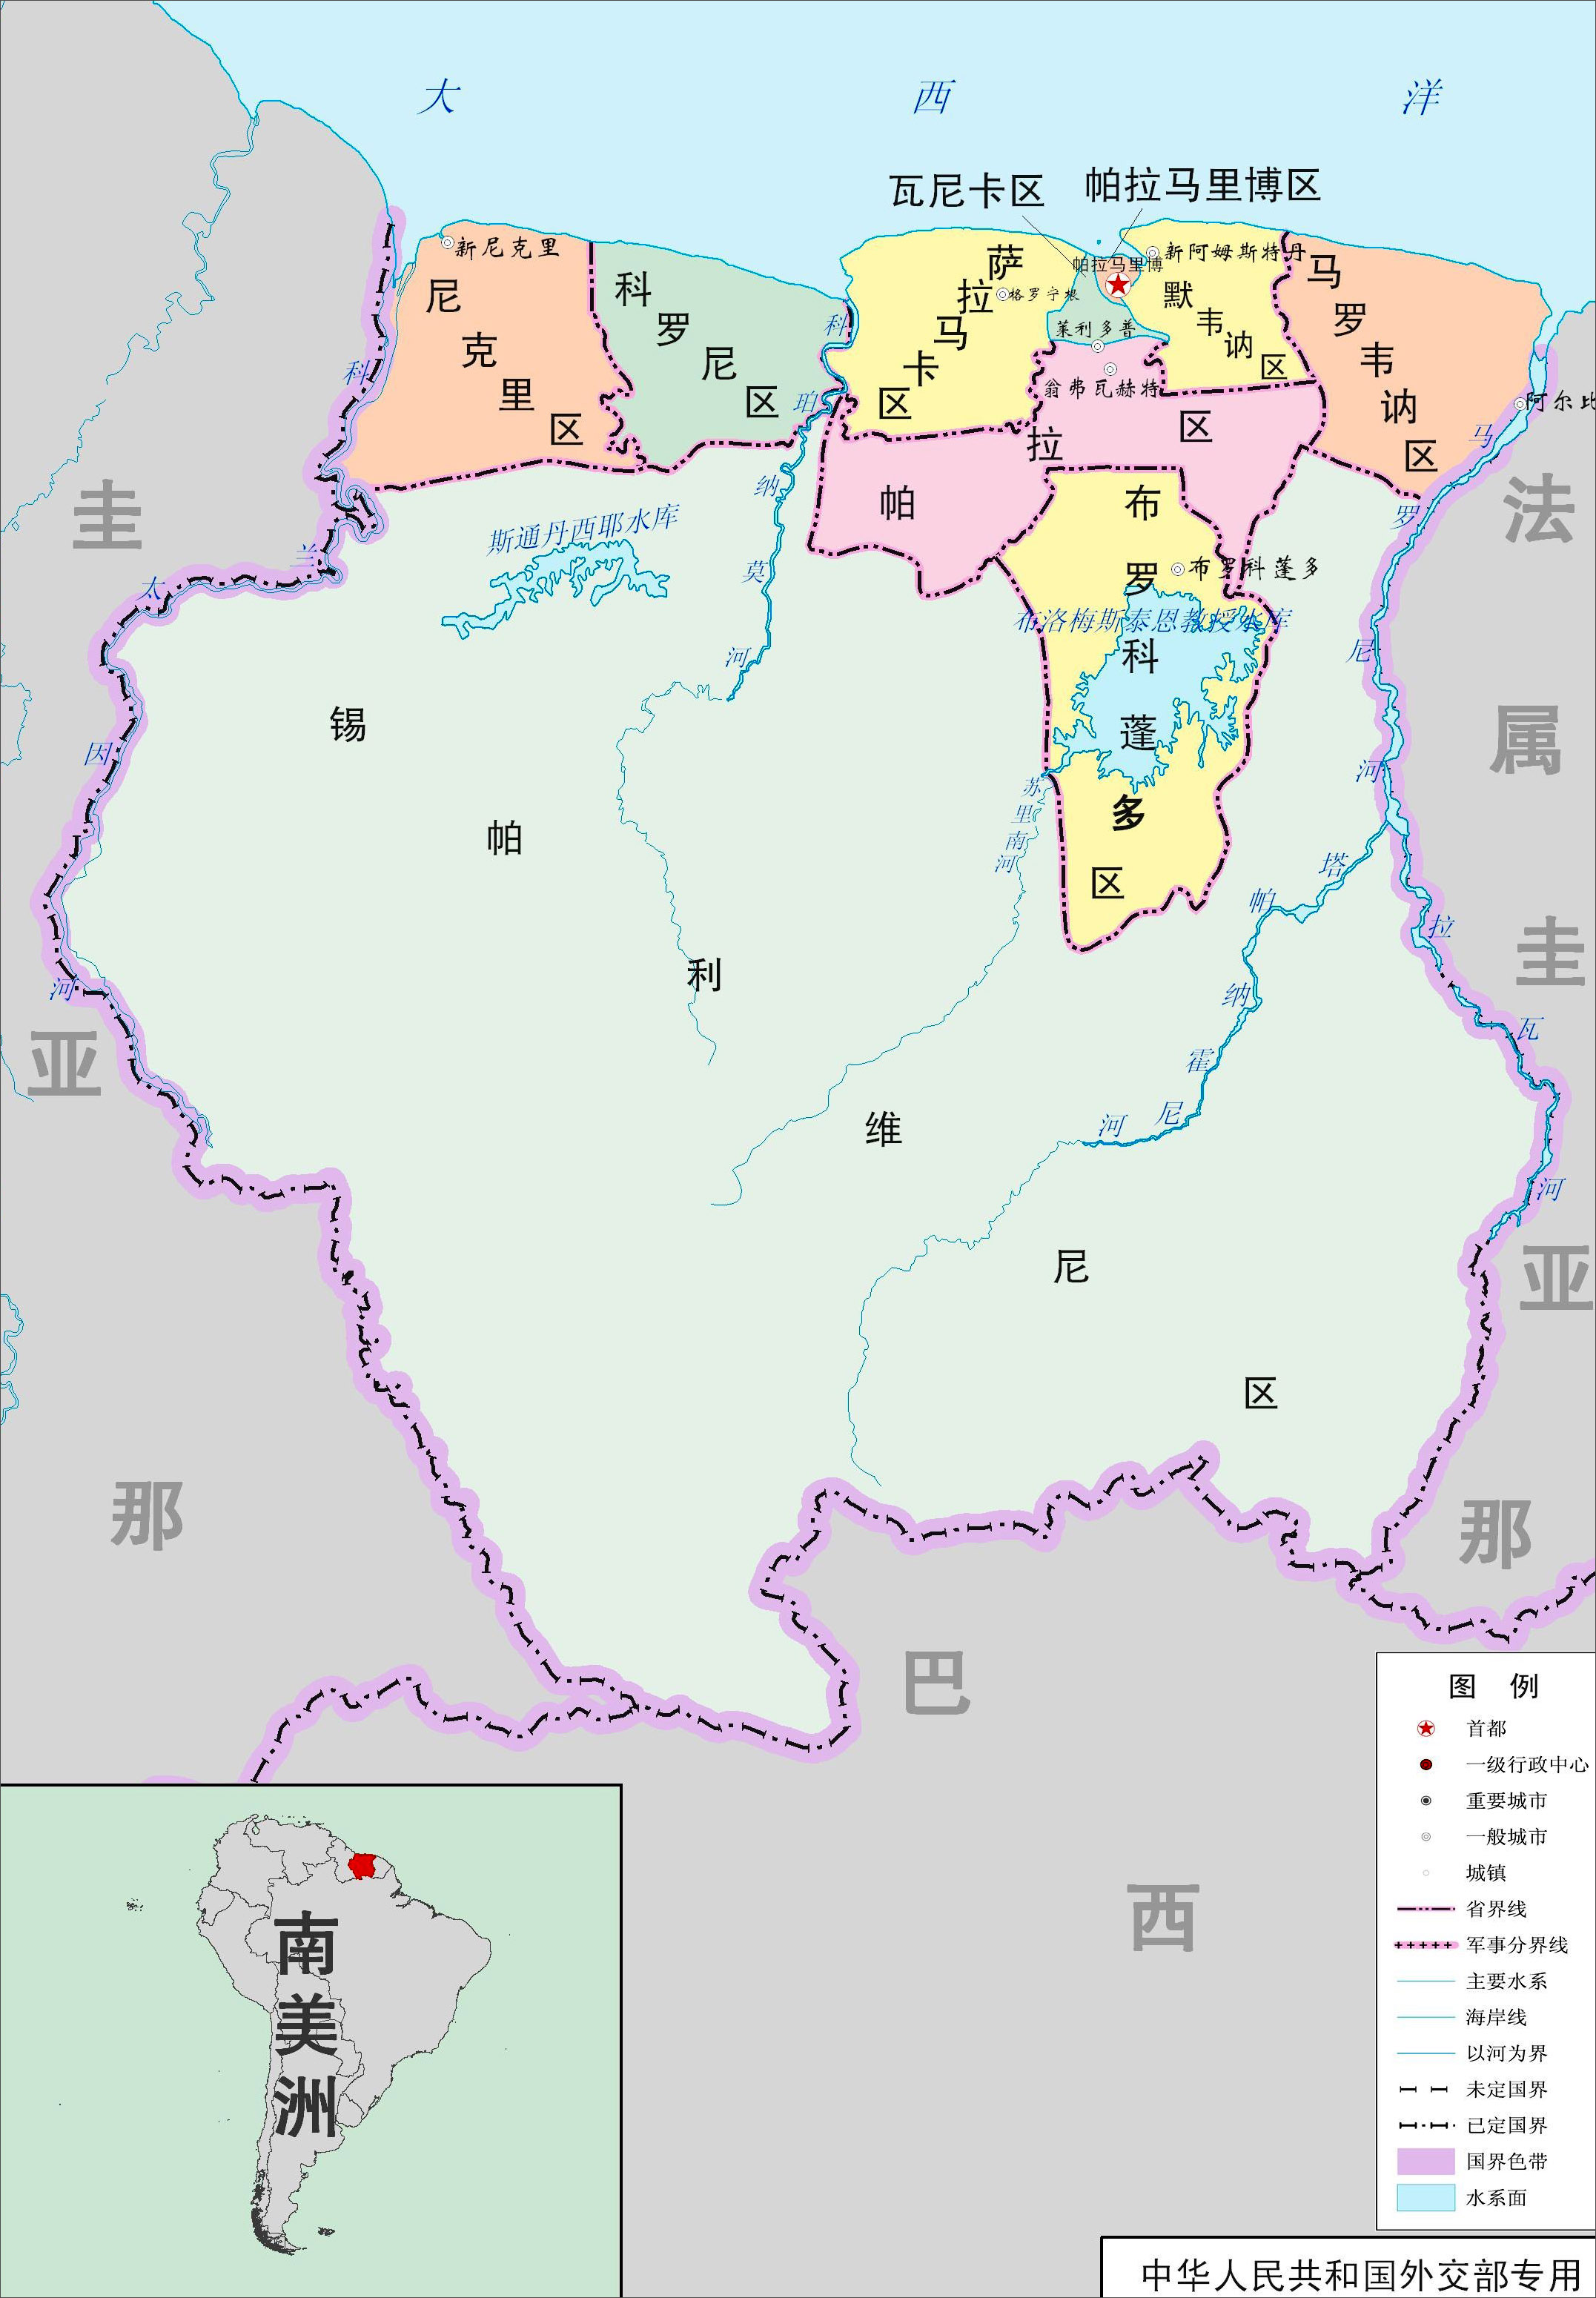 大西洋
瓦尼卡区
帕拉马里博区
新尼克里
尼克里区
科罗尼区
萨拉马卡区
格罗宁根
帕拉马里博
新阿姆斯特丹
默韦讷区
马罗韦讷区
莱利多普
翁弗瓦赫特
阿尔比
帕拉区
科兰太因河
科珀纳莫河
斯通丹西耶水库
布罗科蓬多区
布罗科蓬多
布洛梅斯泰恩教授水库
苏里南河
马罗尼河
塔帕纳霍尼河
拉瓦河
锡帕利维尼区
圭亚那
法属圭亚那
巴西
南美洲
图 例
首都
一级行政中心
重要城市
一般城市
城镇
省界线
军事分界线
主要水系
海岸线
以河为界
未定国界
已定国界
国界色带
水系面
中华人民共和国外交部专用